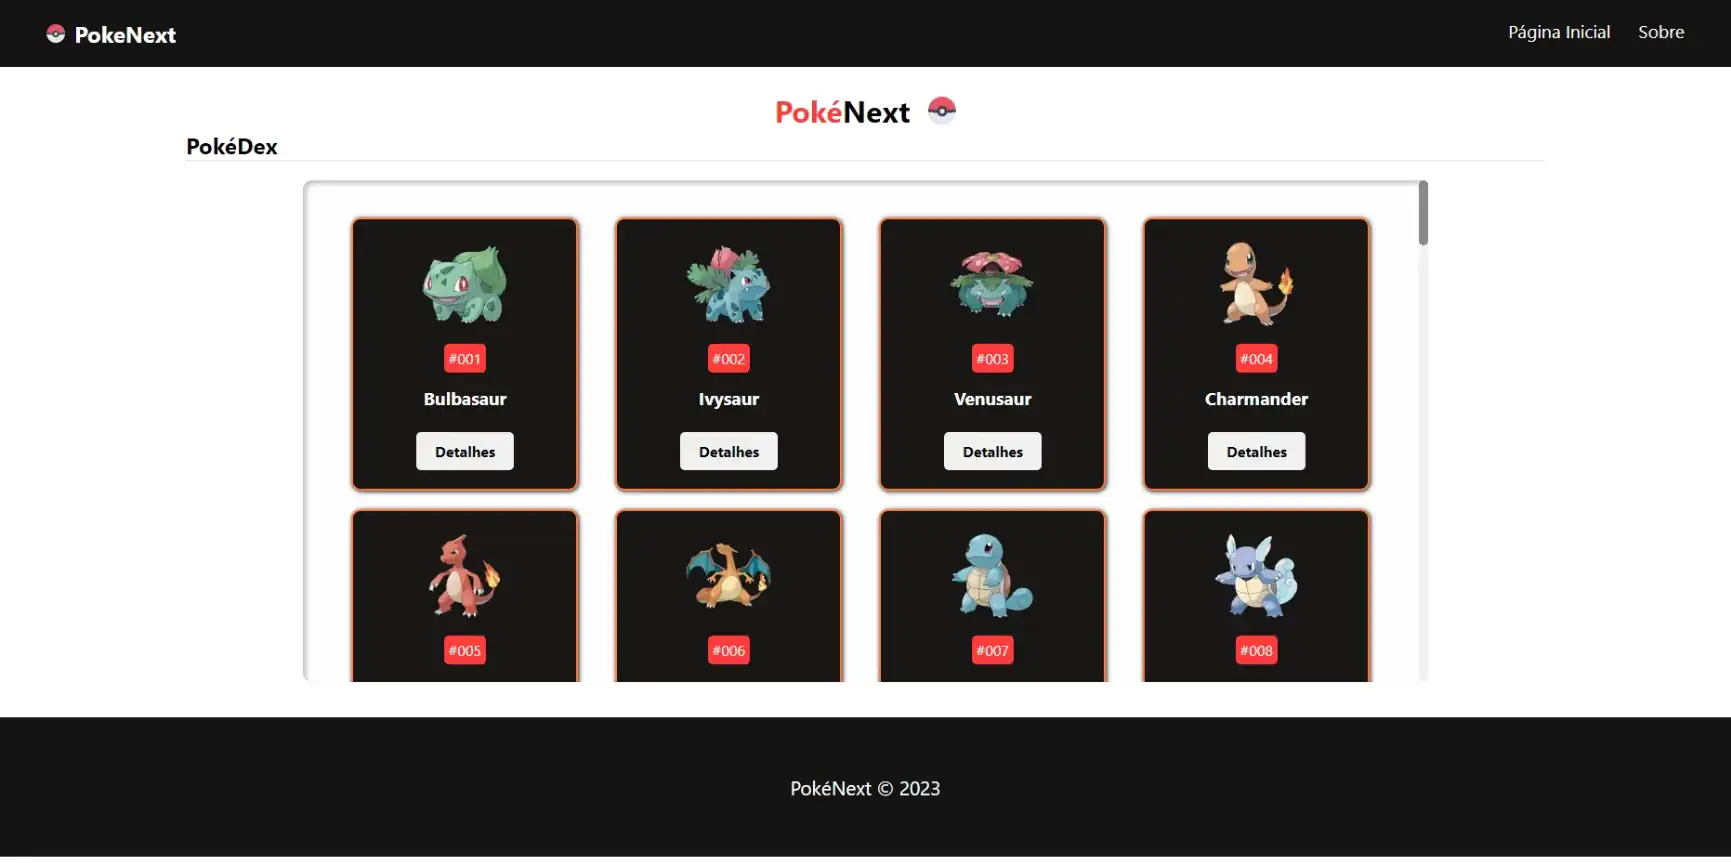 PokeNext
Página Inicial
Sobre
PokéNext
PokéDex
#001
Bulbasaur
Detalhes
#002
Ivysaur
Detalhes
#003
Venusaur
Detalhes
#004
Charmander
Detalhes
#005
#006
#007
#008
PokéNext © 2023